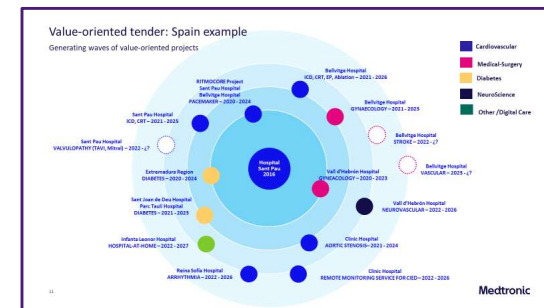 Value-oriented tender: Spain example
Generating waves of value-oriented projects
Cardiovascular
Medical-Surgery
Diabetes
NeuroScience
Other /Digital Care
Bellvitge Hospital
ICD, CRT, EP, Ablation – 2021 - 2026
RITMOCORE Project
Sant Pau Hospital
Bellvitge Hospital
PACEMAKER – 2020 - 2024
Bellvitge Hospital
GYNAECOLOGY – 2021 - 2025
Sant Pau Hospital
ICD, CRT – 2021 - 2025
Bellvitge Hospital
STROKE – 2022 - ¿?
Sant Pau Hospital
VALVULOPATHY (TAVI, Mitral) – 2022 - ¿?
Bellvitge Hospital
VASCULAR – 2023 - ¿?
Hospital
Sant Pau
2016
Extremadura Region
DIABETES – 2020 - 2024
Vall d'Hebrón Hospital
GYNEACOLOGY – 2020 - 2023
Sant Joan de Deu Hospital
Parc Taulí Hospital
DIABETES – 2021 - 2025
Vall d'Hebrón Hospital
NEUROVASCULAR – 2022 - 2026
Infanta Leonor Hospital
HOSPITAL-AT-HOME – 2022 - 2027
Clinic Hospital
AORTIC STENOSIS – 2021 - 2024
Reina Sofía Hospital
ARRHYTHMIA – 2022 - 2026
Clinic Hospital
REMOTE MONITORING SERVICE FOR CIED – 2022 - 2026
Medtronic